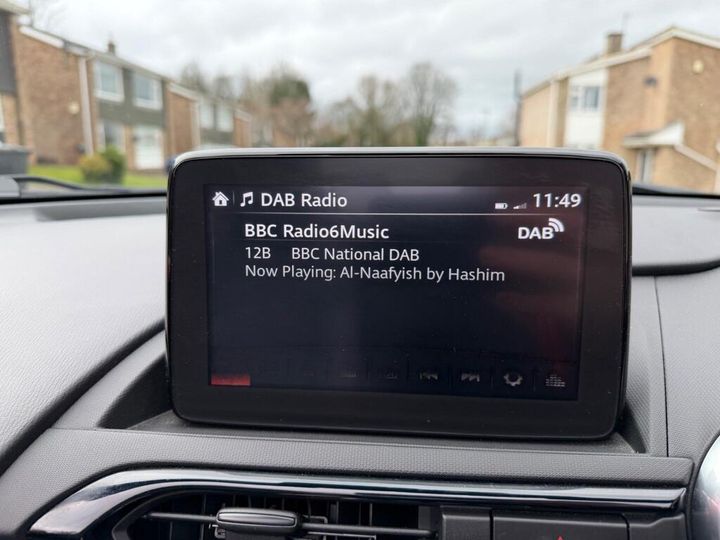 DAB Radio 11:49
BBC Radio6Music DAB
12B BBC National DAB
Now Playing: Al-Naafyish by Hashim